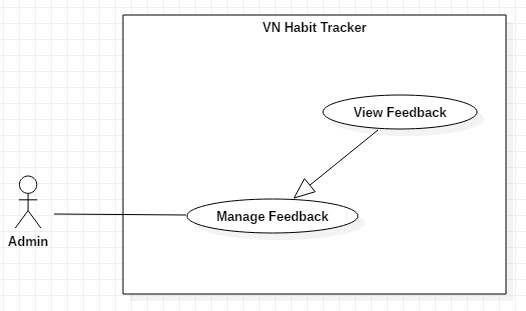 VN Habit Tracker
View Feedback
Manage Feedback
Admin